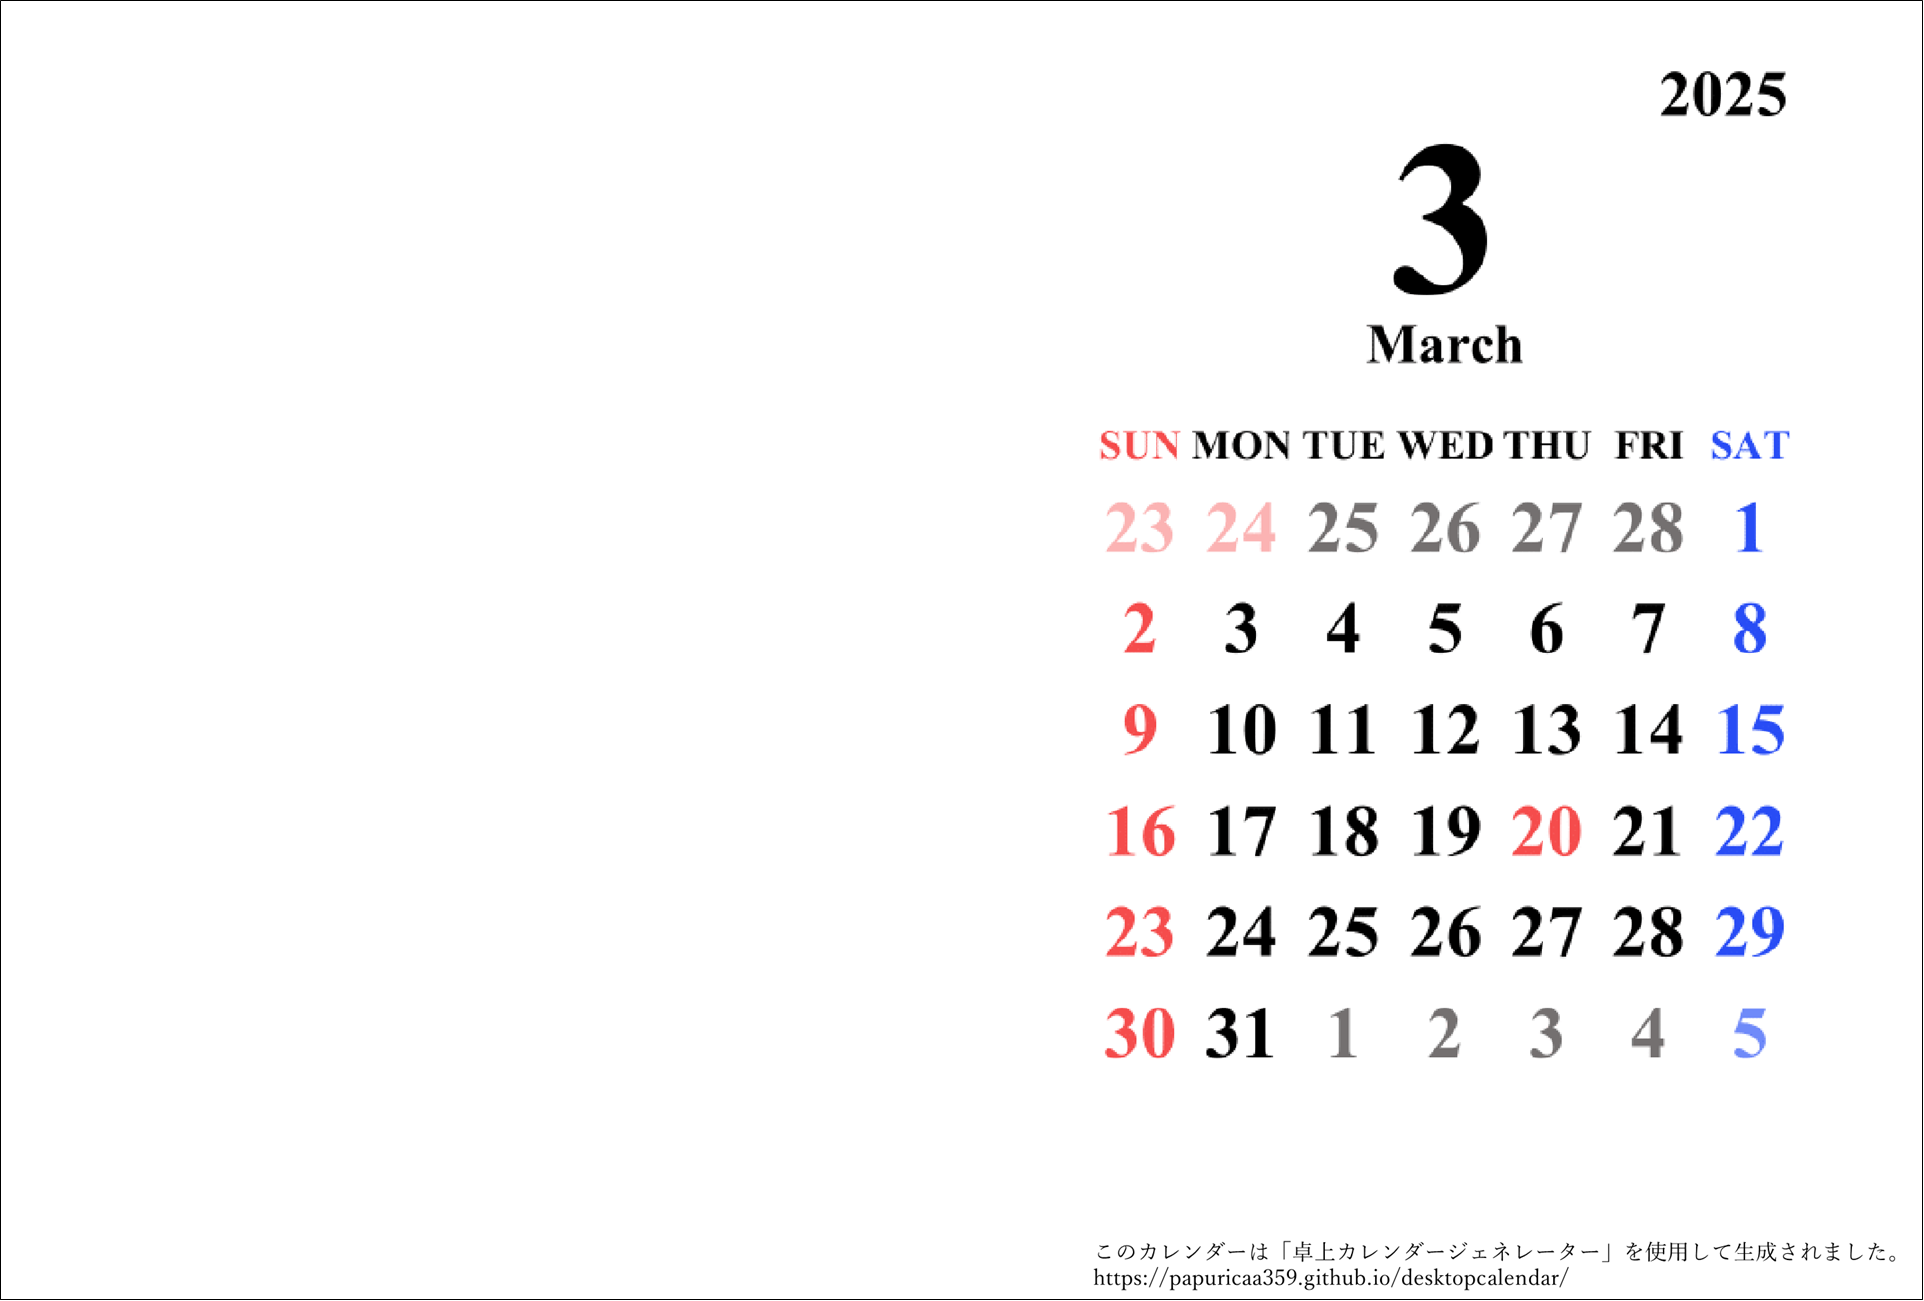 2025
3
March
SUN MON TUE WED THU FRI SAT
23 24 25 26 27 28 1
2 3 4 5 6 7 8
9 10 11 12 13 14 15
16 17 18 19 20 21 22
23 24 25 26 27 28 29
30 31 1 2 3 4 5
このカレンダーは「卓上カレンダージェネレーター」を使用して生成されました。
https://papuricaa359.github.io/desktopcalendar/